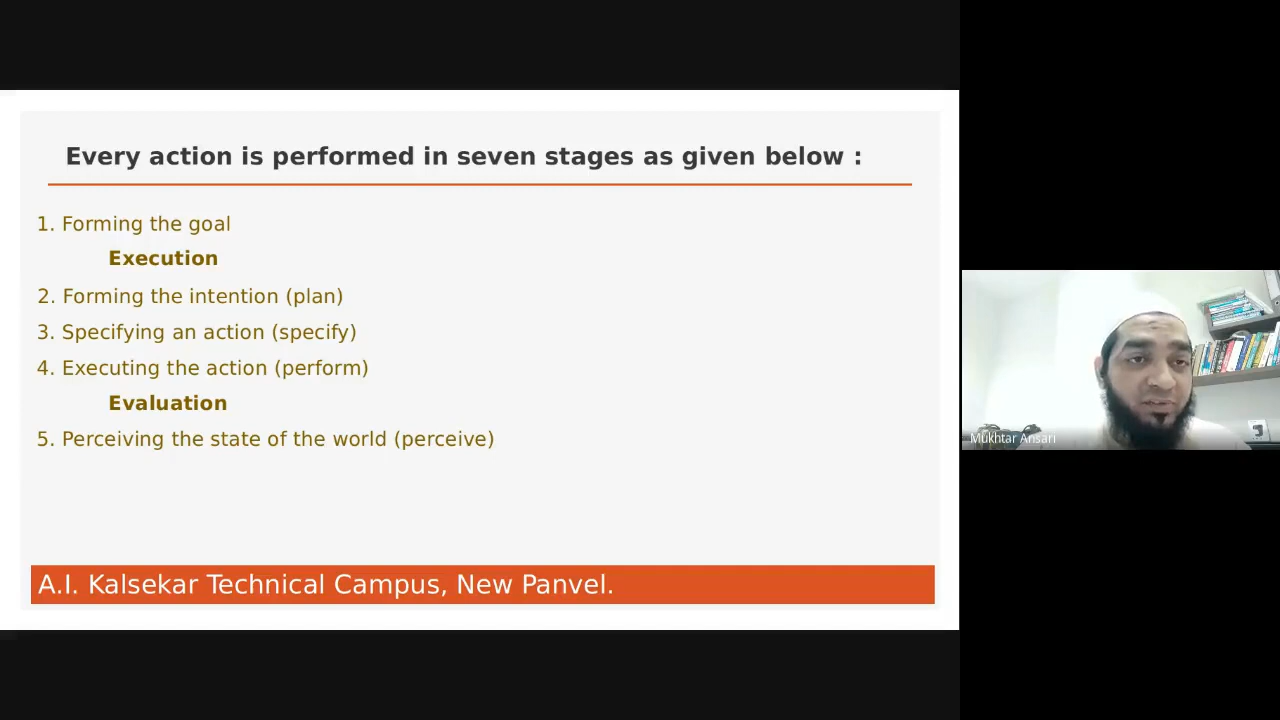 Every action is performed in seven stages as given below :
1. Forming the goal
Execution
2. Forming the intention (plan)
3. Specifying an action (specify)
4. Executing the action (perform)
Evaluation
5. Perceiving the state of the world (perceive)
A.I. Kalsekar Technical Campus, New Panvel.
Mukhtar Ansari